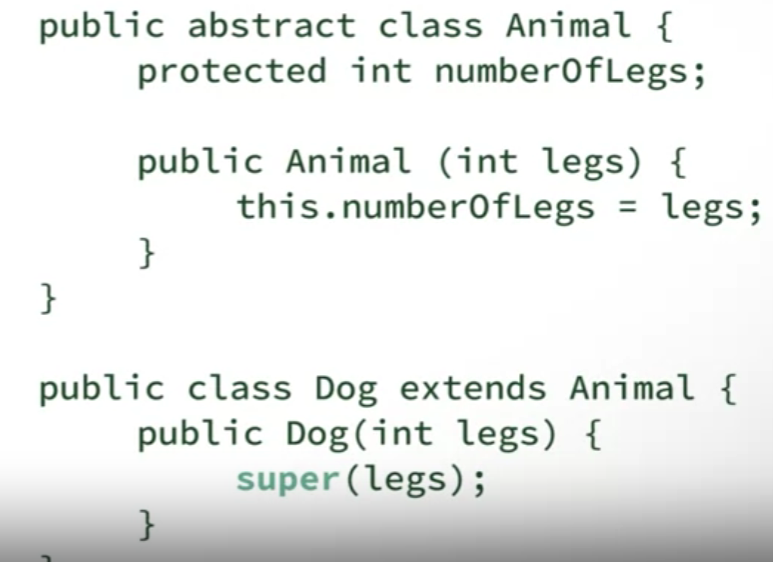 public abstract class Animal {
protected int numberOfLegs;
public Animal (int legs) {
this.numberOfLegs = legs;
}
}
public class Dog extends Animal {
public Dog(int legs) {
super(legs);
}
}